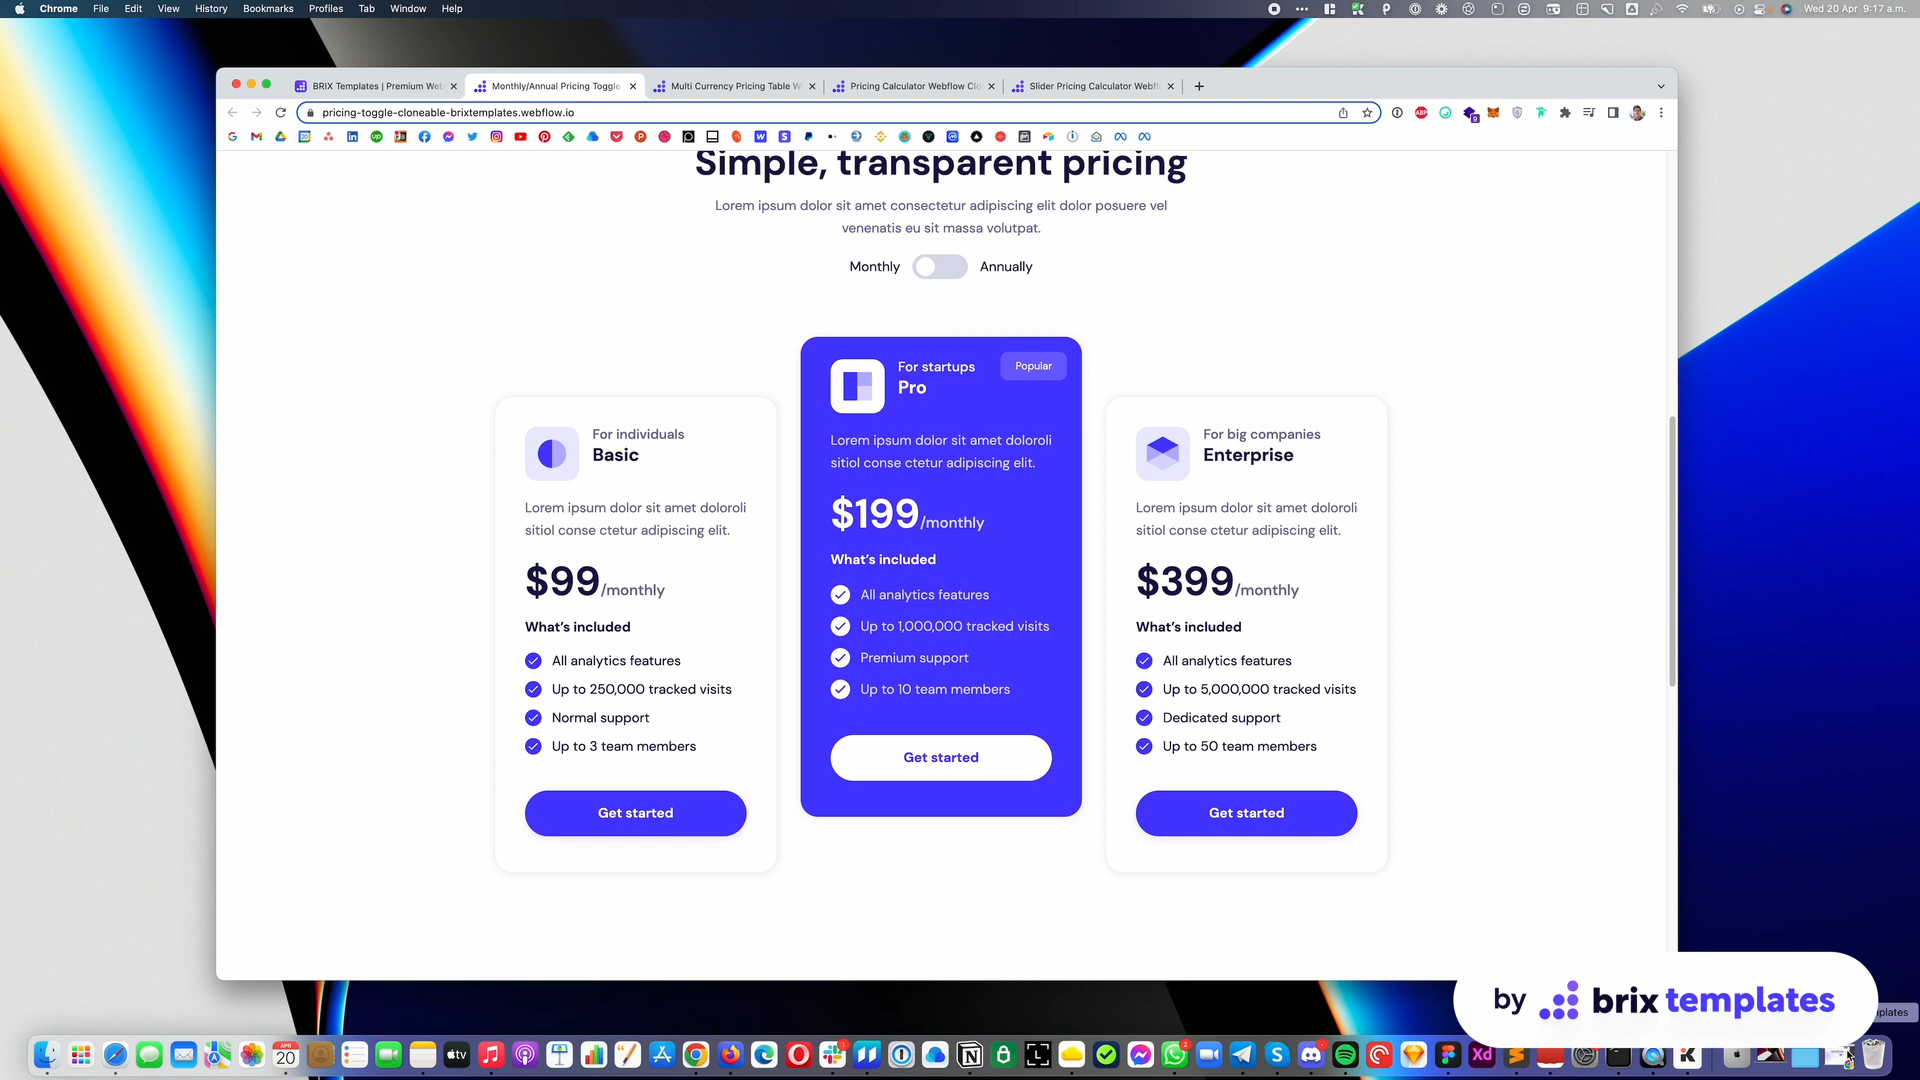 Chrome File Edit View History Bookmarks Profiles Tab Window Help
Wed 20 Apr 9:17 a.m.
BRIX Templates | Premium Web
Monthly/Annual Pricing Toggle
Multi Currency Pricing Table W
Pricing Calculator Webflow Clo
Slider Pricing Calculator Webfl
pricing-toggle-cloneable-brixtemplates.webflow.io
Simple, transparent pricing
Lorem ipsum dolor sit amet consectetur adipiscing elit dolor posuere vel
venenatis eu sit massa volutpat.
Monthly Annually
For individuals
Basic
Lorem ipsum dolor sit amet doloroli
sitiol conse ctetur adipiscing elit.
$99/monthly
What's included
All analytics features
Up to 250,000 tracked visits
Normal support
Up to 3 team members
Get started
For startups
Pro
Popular
Lorem ipsum dolor sit amet doloroli
sitiol conse ctetur adipiscing elit.
$199/monthly
What's included
All analytics features
Up to 1,000,000 tracked visits
Premium support
Up to 10 team members
Get started
For big companies
Enterprise
Lorem ipsum dolor sit amet doloroli
sitiol conse ctetur adipiscing elit.
$399/monthly
What's included
All analytics features
Up to 5,000,000 tracked visits
Dedicated support
Up to 50 team members
Get started
by brix templates
APR
20
tv
Xd